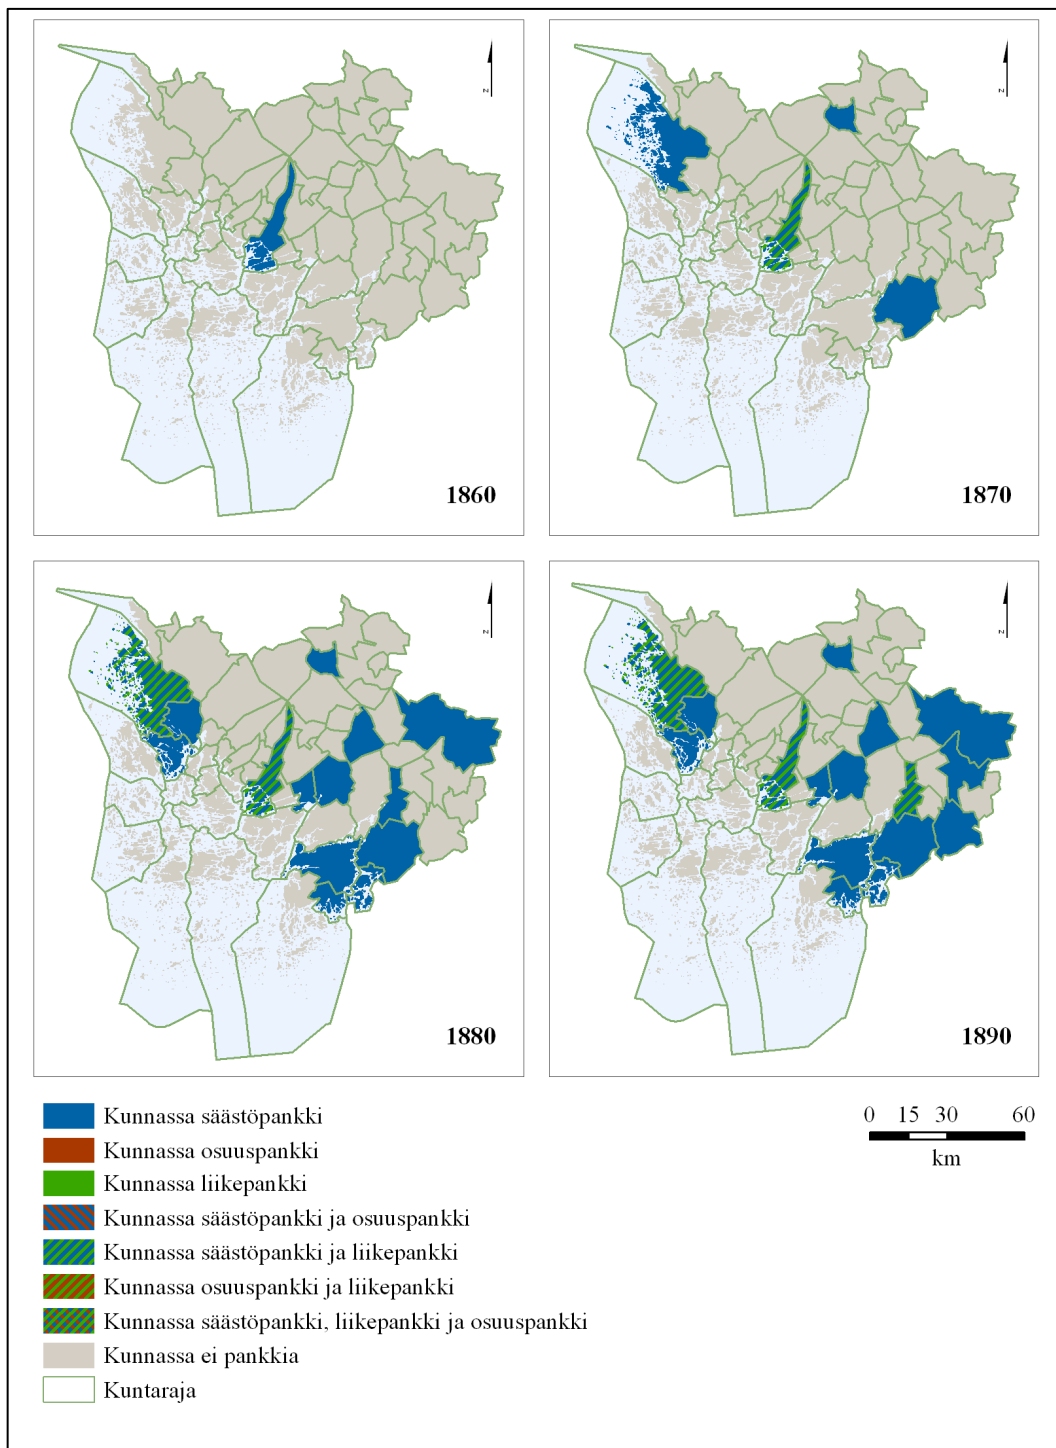 N
1860
N
1870
N
1880
N
1890
Kunnassa säästöpankki
Kunnassa osuuspankki
Kunnassa liikepankki
Kunnassa säästöpankki ja osuuspankki
Kunnassa säästöpankki ja liikepankki
Kunnassa osuuspankki ja liikepankki
Kunnassa säästöpankki, liikepankki ja osuuspankki
Kunnassa ei pankkia
Kuntaraja
0 15 30 60
km